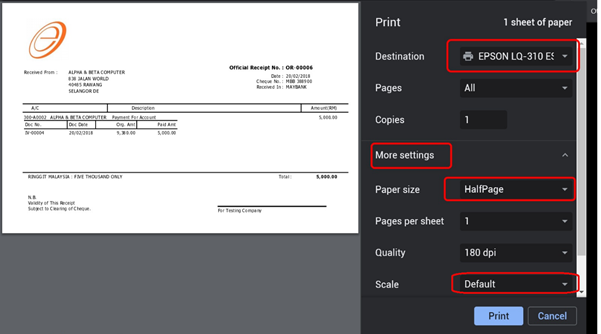 Official Receipt No. : OR-00006
Received From : ALPHA & BETA COMPUTER
838 JALAN WORLD
40465 RAWANG
SELANGOR DE
Date : 20/02/2018
Cheque No. : MBB 308900
Received In : MAYBANK
A/C Description Amount(RM)
300-A0002 ALPHA & BETA COMPUTER Payment For Account 5,000.00
Doc No. Doc Date Org. Amt Paid Amt
IV-00004 20/02/2018 9,380.00 5,000.00
RINGGIT MALAYSIA : FIVE THOUSAND ONLY Total : 5,000.00
N.B.
Validity of This Receipt
Subject to Clearing of Cheque.
For Testing Company
Print 1 sheet of paper
Destination EPSON LQ-310 ES
Pages All
Copies 1
More settings
Paper size HalfPage
Pages per sheet 1
Quality 180 dpi
Scale Default
Print Cancel